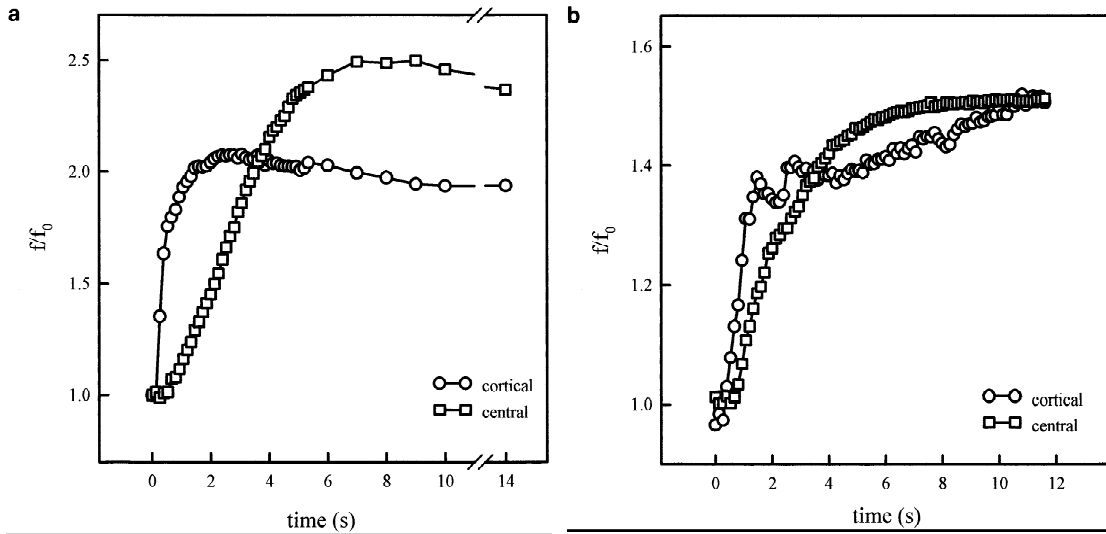 a
f/f0
2.5
2.0
1.5
1.0
cortical
central
0 2 4 6 8 10 14
time (s)
b
f/f0
1.6
1.4
1.2
1.0
cortical
central
0 2 4 6 8 10 12
time (s)